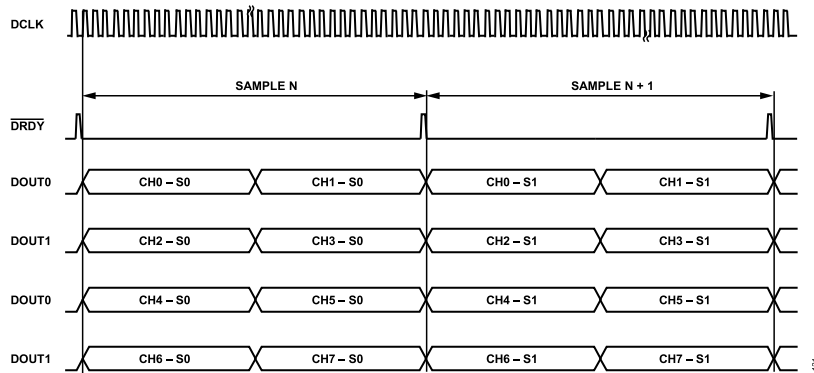 DCLK
SAMPLE N
SAMPLE N + 1
DRDY
DOUT0
CH0 – S0
CH1 – S0
CH0 – S1
CH1 – S1
DOUT1
CH2 – S0
CH3 – S0
CH2 – S1
CH3 – S1
DOUT0
CH4 – S0
CH5 – S0
CH4 – S1
CH5 – S1
DOUT1
CH6 – S0
CH7 – S0
CH6 – S1
CH7 – S1